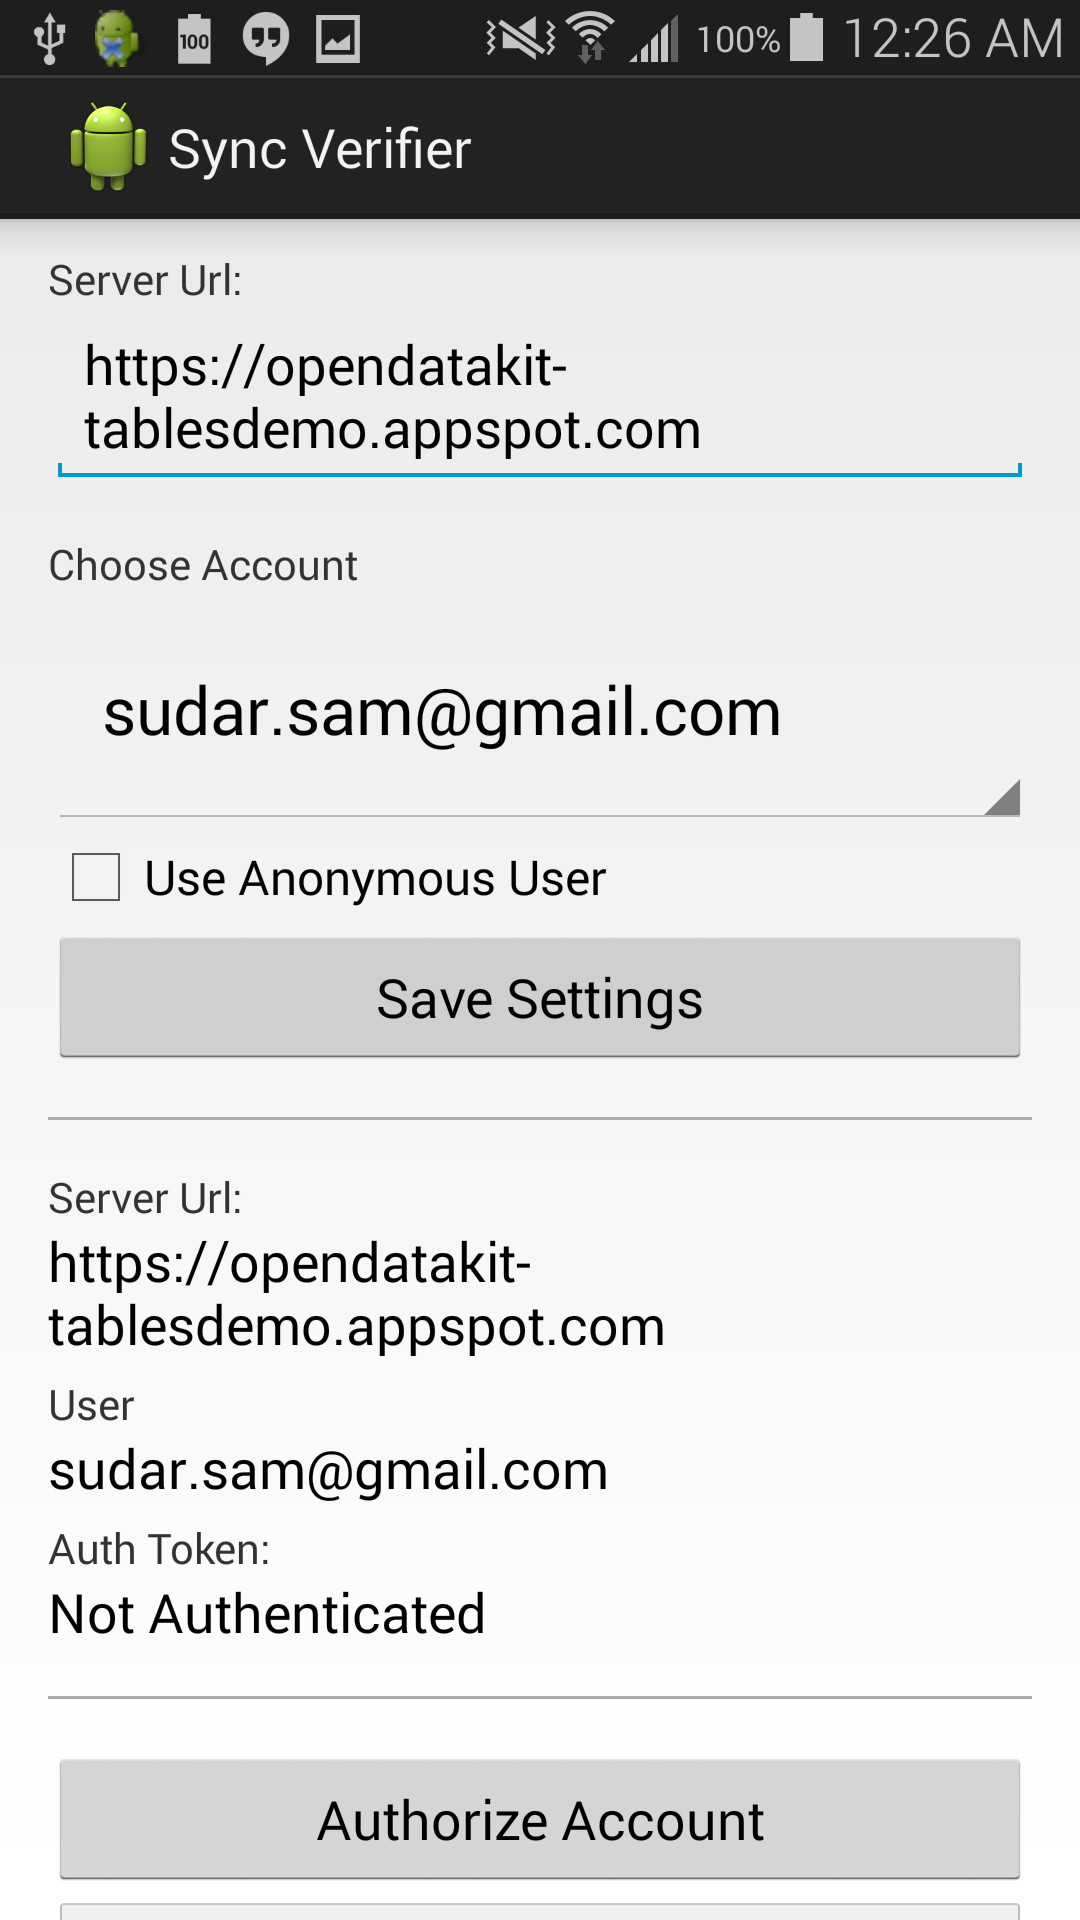 100 100% 12:26 AM
Sync Verifier
Server Url:
https://opendatakit-
tablesdemo.appspot.com
Choose Account
sudar.sam@gmail.com
Use Anonymous User
Save Settings
Server Url:
https://opendatakit-
tablesdemo.appspot.com
User
sudar.sam@gmail.com
Auth Token:
Not Authenticated
Authorize Account